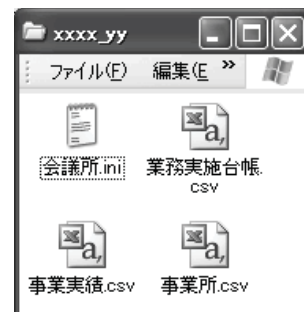 xxxx_yy
ファイル(F) 編集(E »
会議所.ini
業務実施台帳.
csv
事業実績.csv
事業所.csv